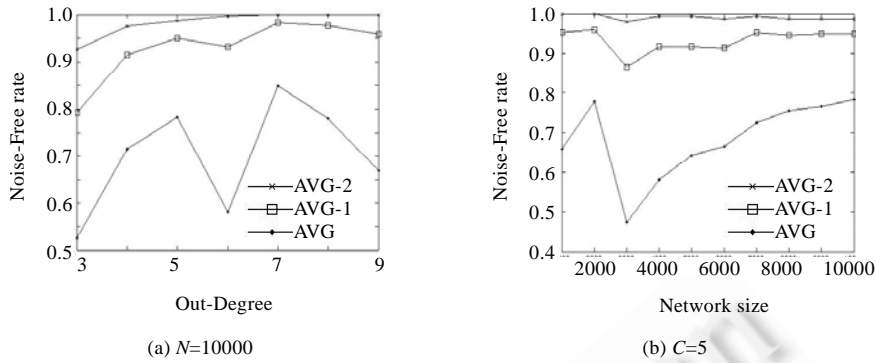 1.0
0.9
0.8
0.7
0.6
0.5
Noise-Free rate
AVG-2
AVG-1
AVG
3 5 7 9
Out-Degree
(a) N=10000
1.0
0.9
0.8
0.7
0.6
0.5
0.4
Noise-Free rate
AVG-2
AVG-1
AVG
2000 4000 6000 8000 10000
Network size
(b) C=5